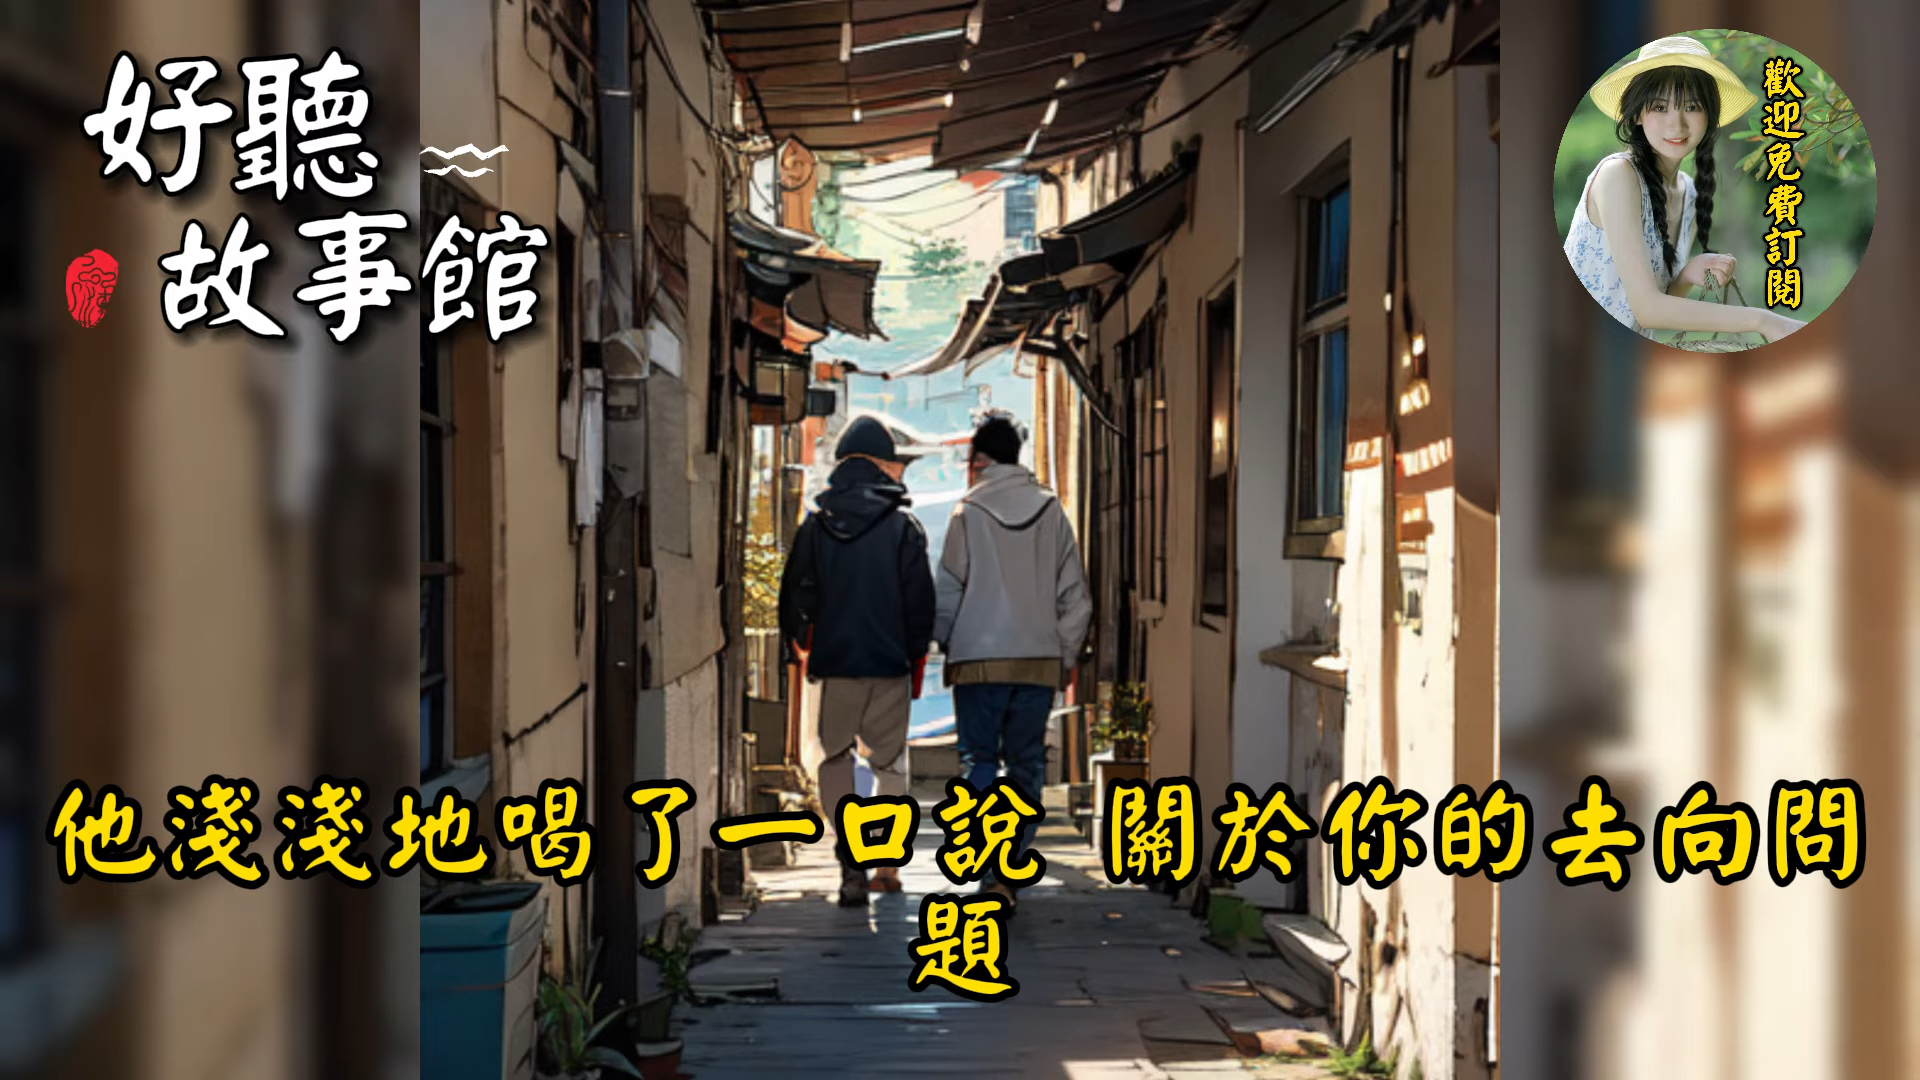 好聽
故事館
歡迎免費訂閱
他淺淺地喝了一口說 關於你的去向問
題